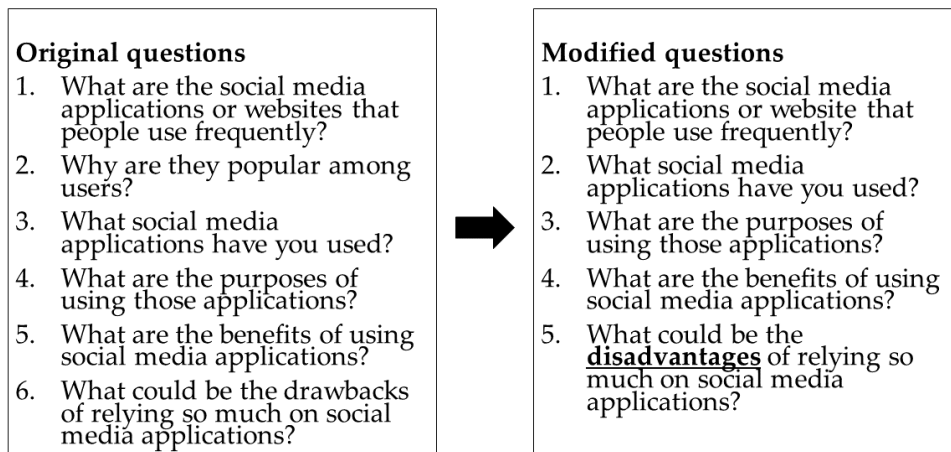 Original questions
1. What are the social media
applications or websites that
people use frequently?
2. Why are they popular among
users?
3. What social media
applications have you used?
4. What are the purposes of
using those applications?
5. What are the benefits of using
social media applications?
6. What could be the drawbacks
of relying so much on social
media applications?
Modified questions
1. What are the social media
applications or website that
people use frequently?
2. What social media
applications have you used?
3. What are the purposes of
using those applications?
4. What are the benefits of using
social media applications?
5. What could be the
disadvantages of relying so
much on social media
applications?